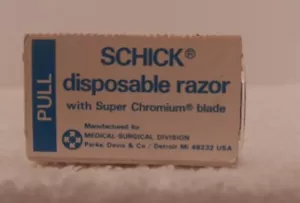 PULL
SCHICK®
disposable razor
with Super Chromium® blade
Manufactured for
MEDICAL-SURGICAL DIVISION
Parke, Davis & Co / Detroit MI 48232 USA